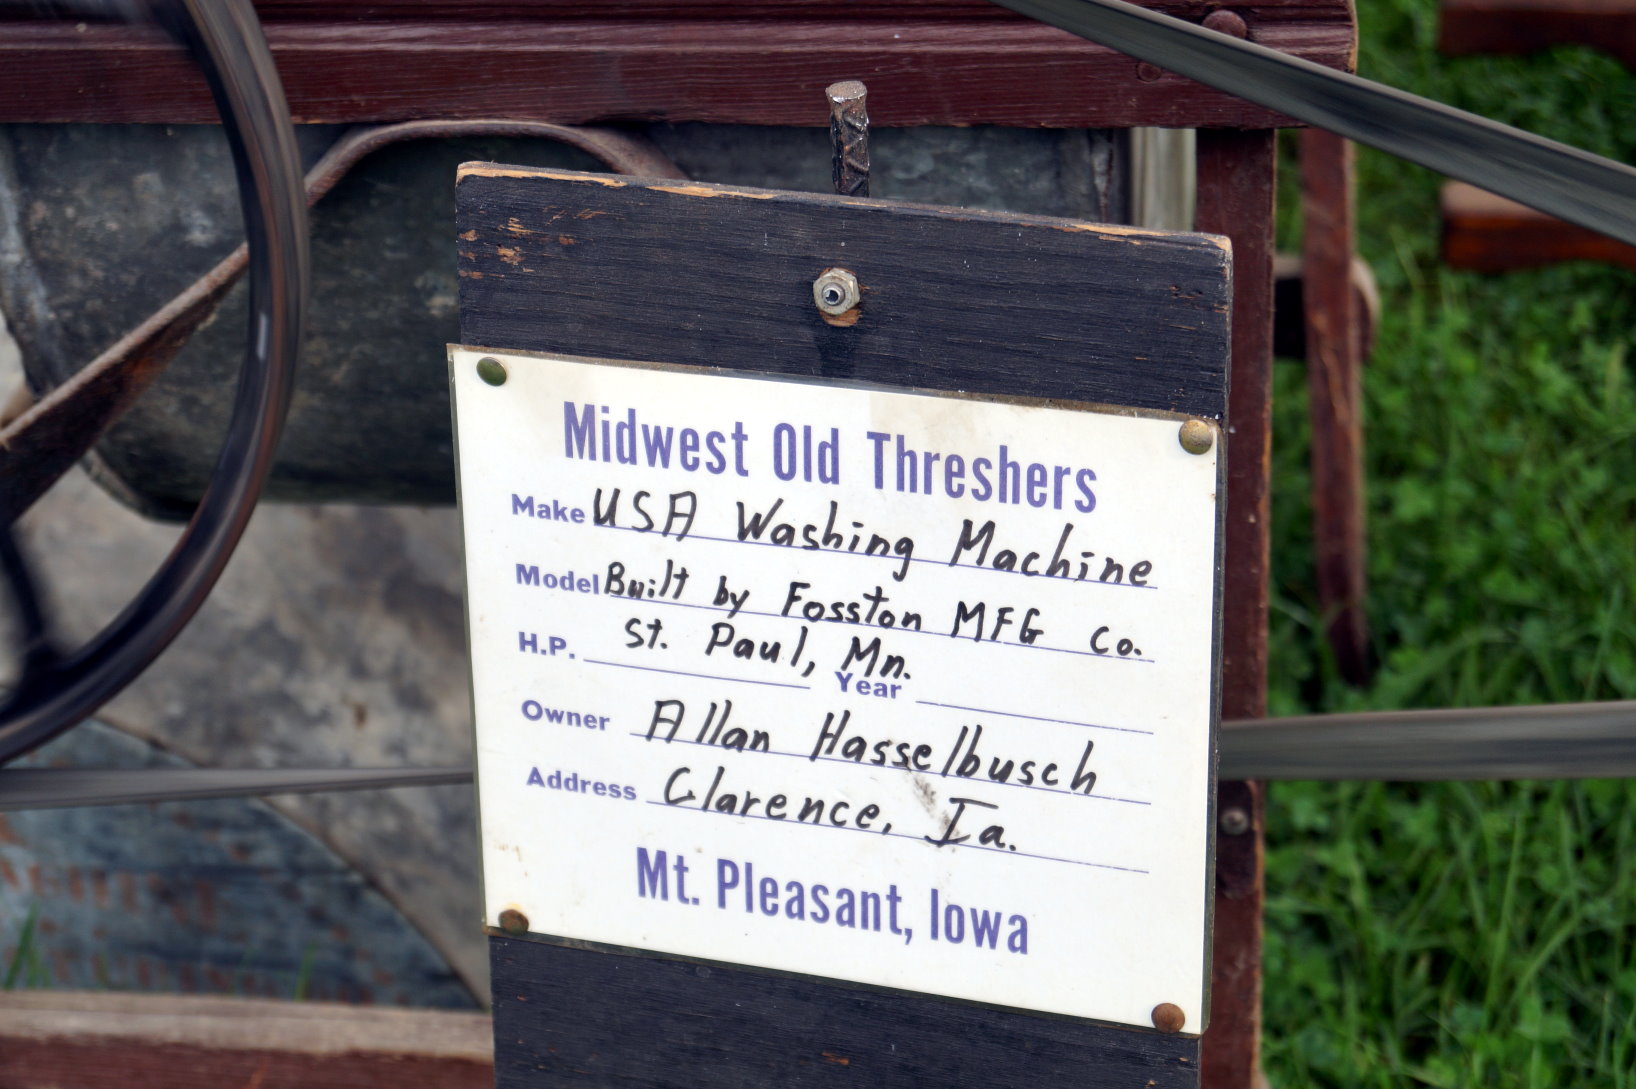 Midwest Old Threshers
Make USA Washing Machine
Model Built by Fosston MFG Co.
St. Paul, Mn.
H.P. Year
Owner Allan Hasselbusch
Address Clarence, Ia.
Mt. Pleasant, Iowa